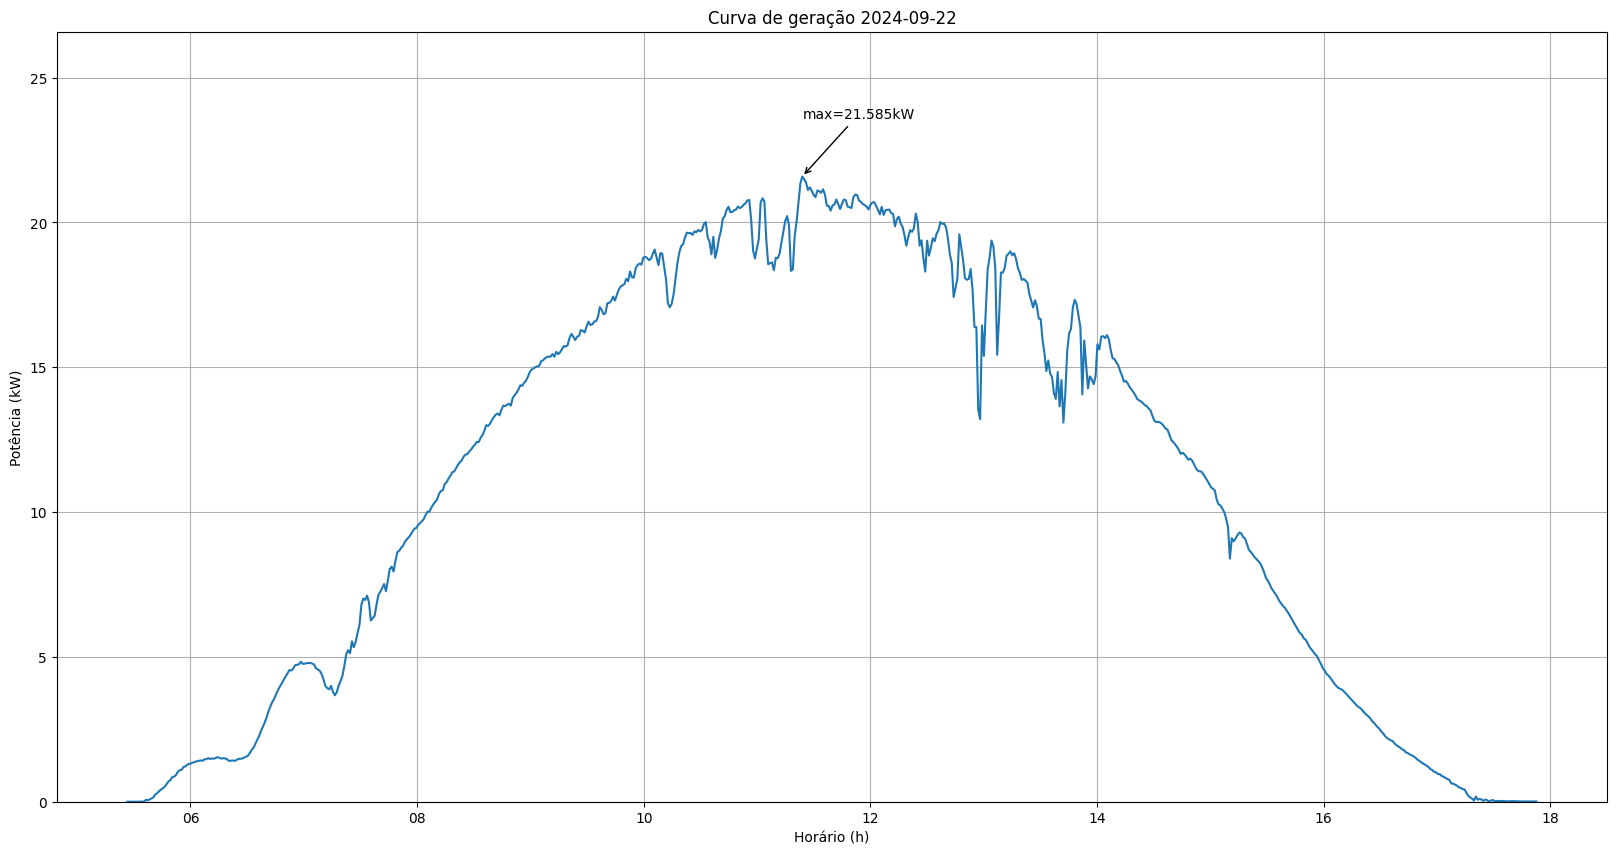 Curva de geração 2024-09-22
25
max=21.585kW
20
15
Potência (kW)
10
5
0
06 08 10 12 14 16 18
Horário (h)